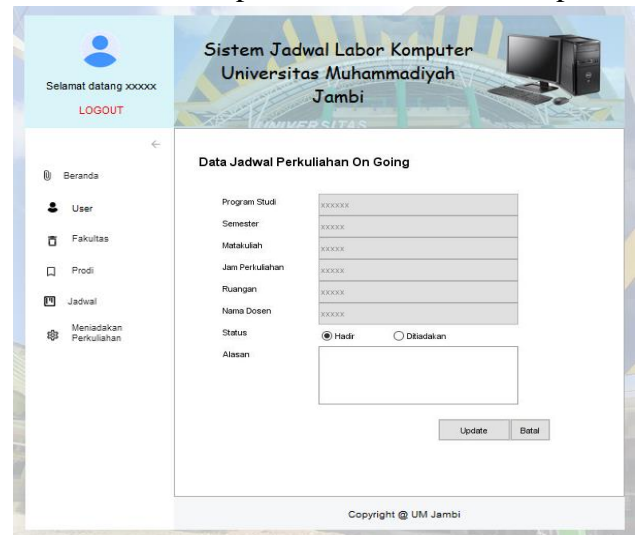 Selamat datang xxxxx
LOGOUT
Sistem Jadwal Labor Komputer
Universitas Muhammadiyah
Jambi
UNIVERSITAS
Beranda
User
Fakultas
Prodi
Jadwal
Meniadakan
Perkuliahan
Data Jadwal Perkuliahan On Going
Program Studi xxxxxx
Semester xxxxx
Matakuliah xxxxx
Jam Perkuliahan xxxxx
Ruangan xxxxx
Nama Dosen xxxxx
Status Hadir Ditiadakan
Alasan
Update Batal
Copyright @ UM Jambi